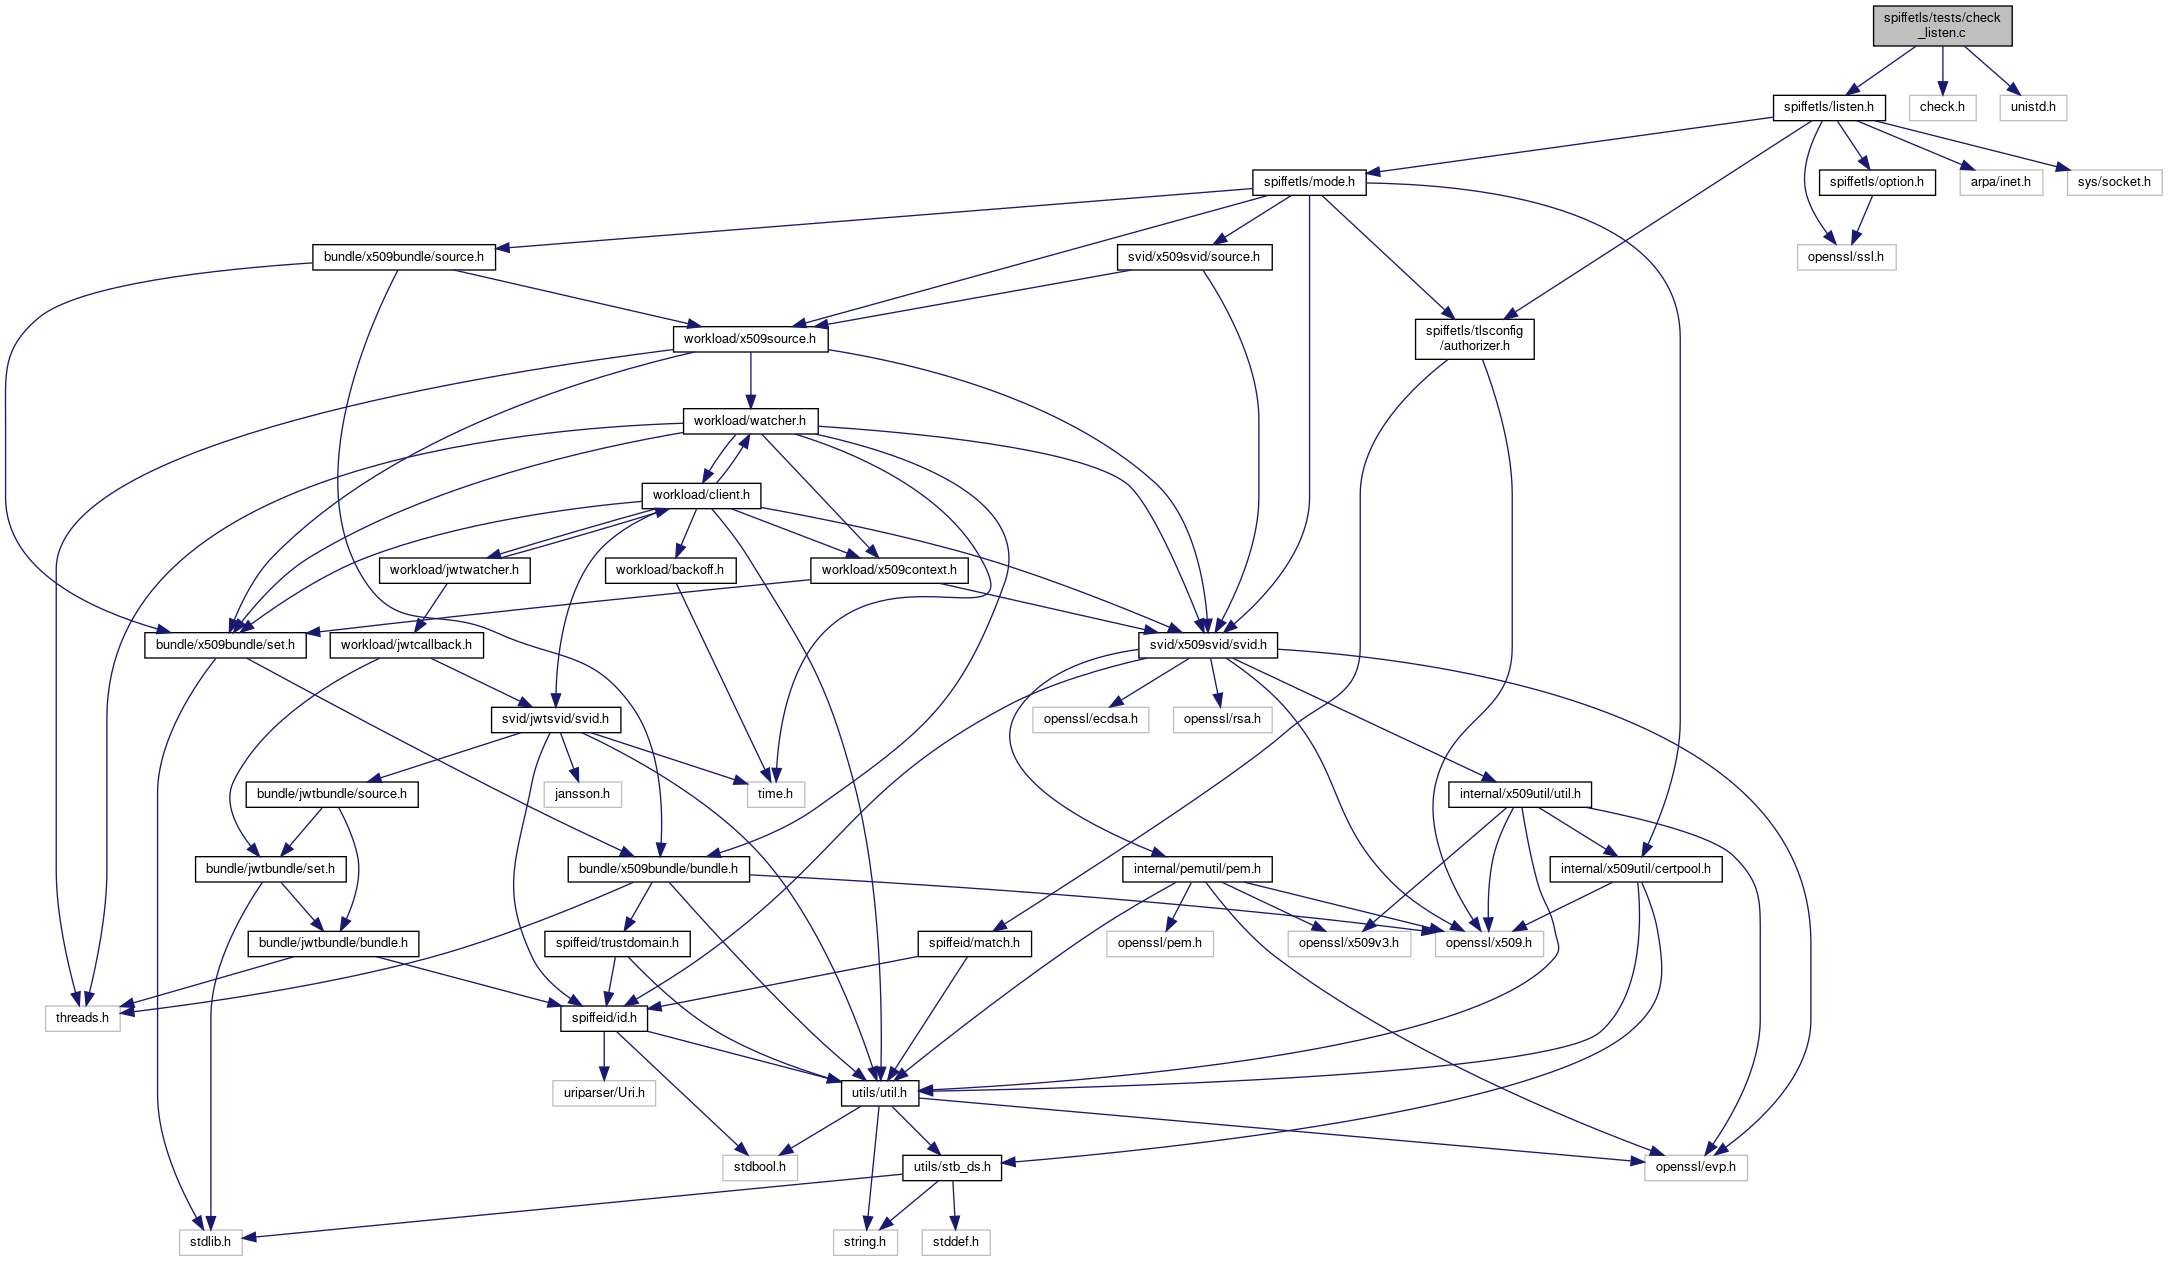 spiffetls/tests/check
_listen.c
spiffetls/listen.h
check.h
unistd.h
spiffetls/mode.h
spiffetls/option.h
arpa/inet.h
sys/socket.h
bundle/x509bundle/source.h
svid/x509svid/source.h
openssl/ssl.h
workload/x509source.h
spiffetls/tlsconfig
/authorizer.h
workload/watcher.h
workload/client.h
workload/jwtwatcher.h
workload/backoff.h
workload/x509context.h
bundle/x509bundle/set.h
workload/jwtcallback.h
svid/x509svid/svid.h
svid/jwtsvid/svid.h
openssl/ecdsa.h
openssl/rsa.h
bundle/jwtbundle/source.h
jansson.h
time.h
internal/x509util/util.h
bundle/jwtbundle/set.h
bundle/x509bundle/bundle.h
internal/pemutil/pem.h
internal/x509util/certpool.h
bundle/jwtbundle/bundle.h
spiffeid/trustdomain.h
spiffeid/match.h
openssl/pem.h
openssl/x509v3.h
openssl/x509.h
threads.h
spiffeid/id.h
uriparser/Uri.h
utils/util.h
stdbool.h
utils/stb_ds.h
openssl/evp.h
stdlib.h
string.h
stddef.h